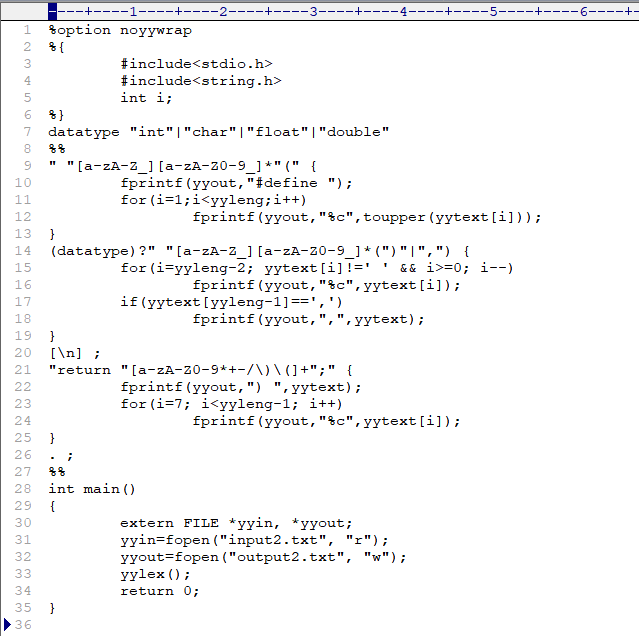 ----+----1----+----2----+----3----+----4----+----5----+----6----+-
1 %option noyywrap
2 %{
3 #include<stdio.h>
4 #include<string.h>
5 int i;
6 %}
7 datatype "int"|"char"|"float"|"double"
8 %%
9 " "[a-zA-Z_][a-zA-Z0-9_]*"(" {
10 fprintf(yyout,"#define ");
11 for(i=1;i<yyleng;i++)
12 fprintf(yyout,"%c",toupper(yytext[i]));
13 }
14 (datatype)?" "[a-zA-Z_][a-zA-Z0-9_]*(")"|",") {
15 for(i=yyleng-2; yytext[i]!=' ' && i>=0; i--)
16 fprintf(yyout,"%c",yytext[i]);
17 if(yytext[yyleng-1]==',')
18 fprintf(yyout,",",yytext);
19 }
20 [\n] ;
21 "return "[a-zA-Z0-9*+-/\)\(]+";" {
22 fprintf(yyout,") ",yytext);
23 for(i=7; i<yyleng-1; i++)
24 fprintf(yyout,"%c",yytext[i]);
25 }
26 . ;
27 %%
28 int main()
29 {
30 extern FILE *yyin, *yyout;
31 yyin=fopen("input2.txt", "r");
32 yyout=fopen("output2.txt", "w");
33 yylex();
34 return 0;
35 }
36